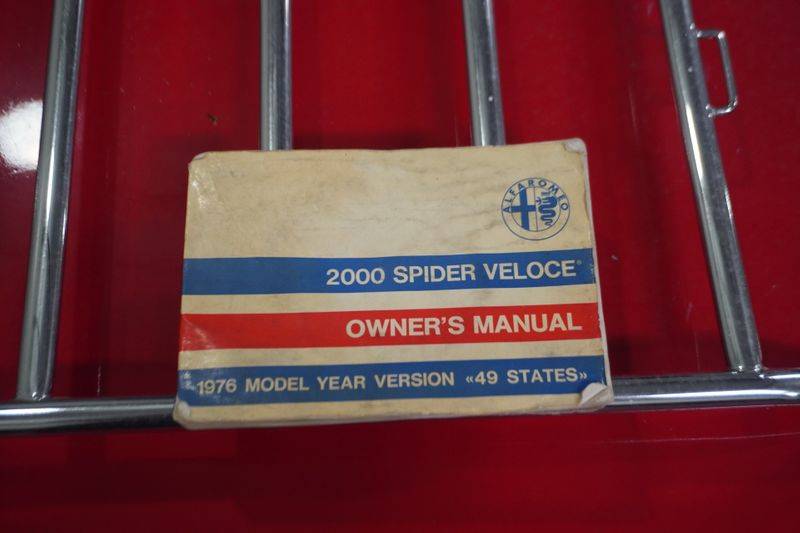 ALFA ROMEO
2000 SPIDER VELOCE
OWNER'S MANUAL
1976 MODEL YEAR VERSION «49 STATES»